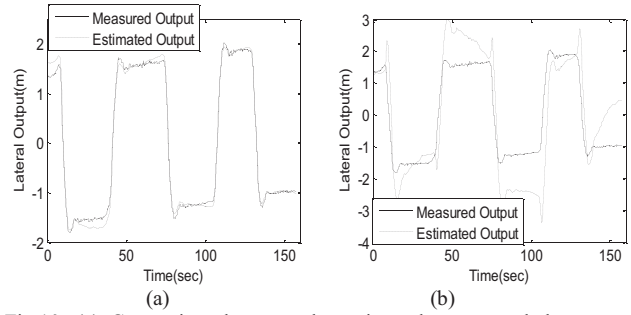 Measured Output
Estimated Output
2
1
0
-1
-2
Lateral Output(m)
0
50
100
150
Time(sec)
(a)
3
2
1
0
-1
-2
-3
-4
Lateral Output(m)
Measured Output
Estimated Output
0
50
100
150
Time(sec)
(b)